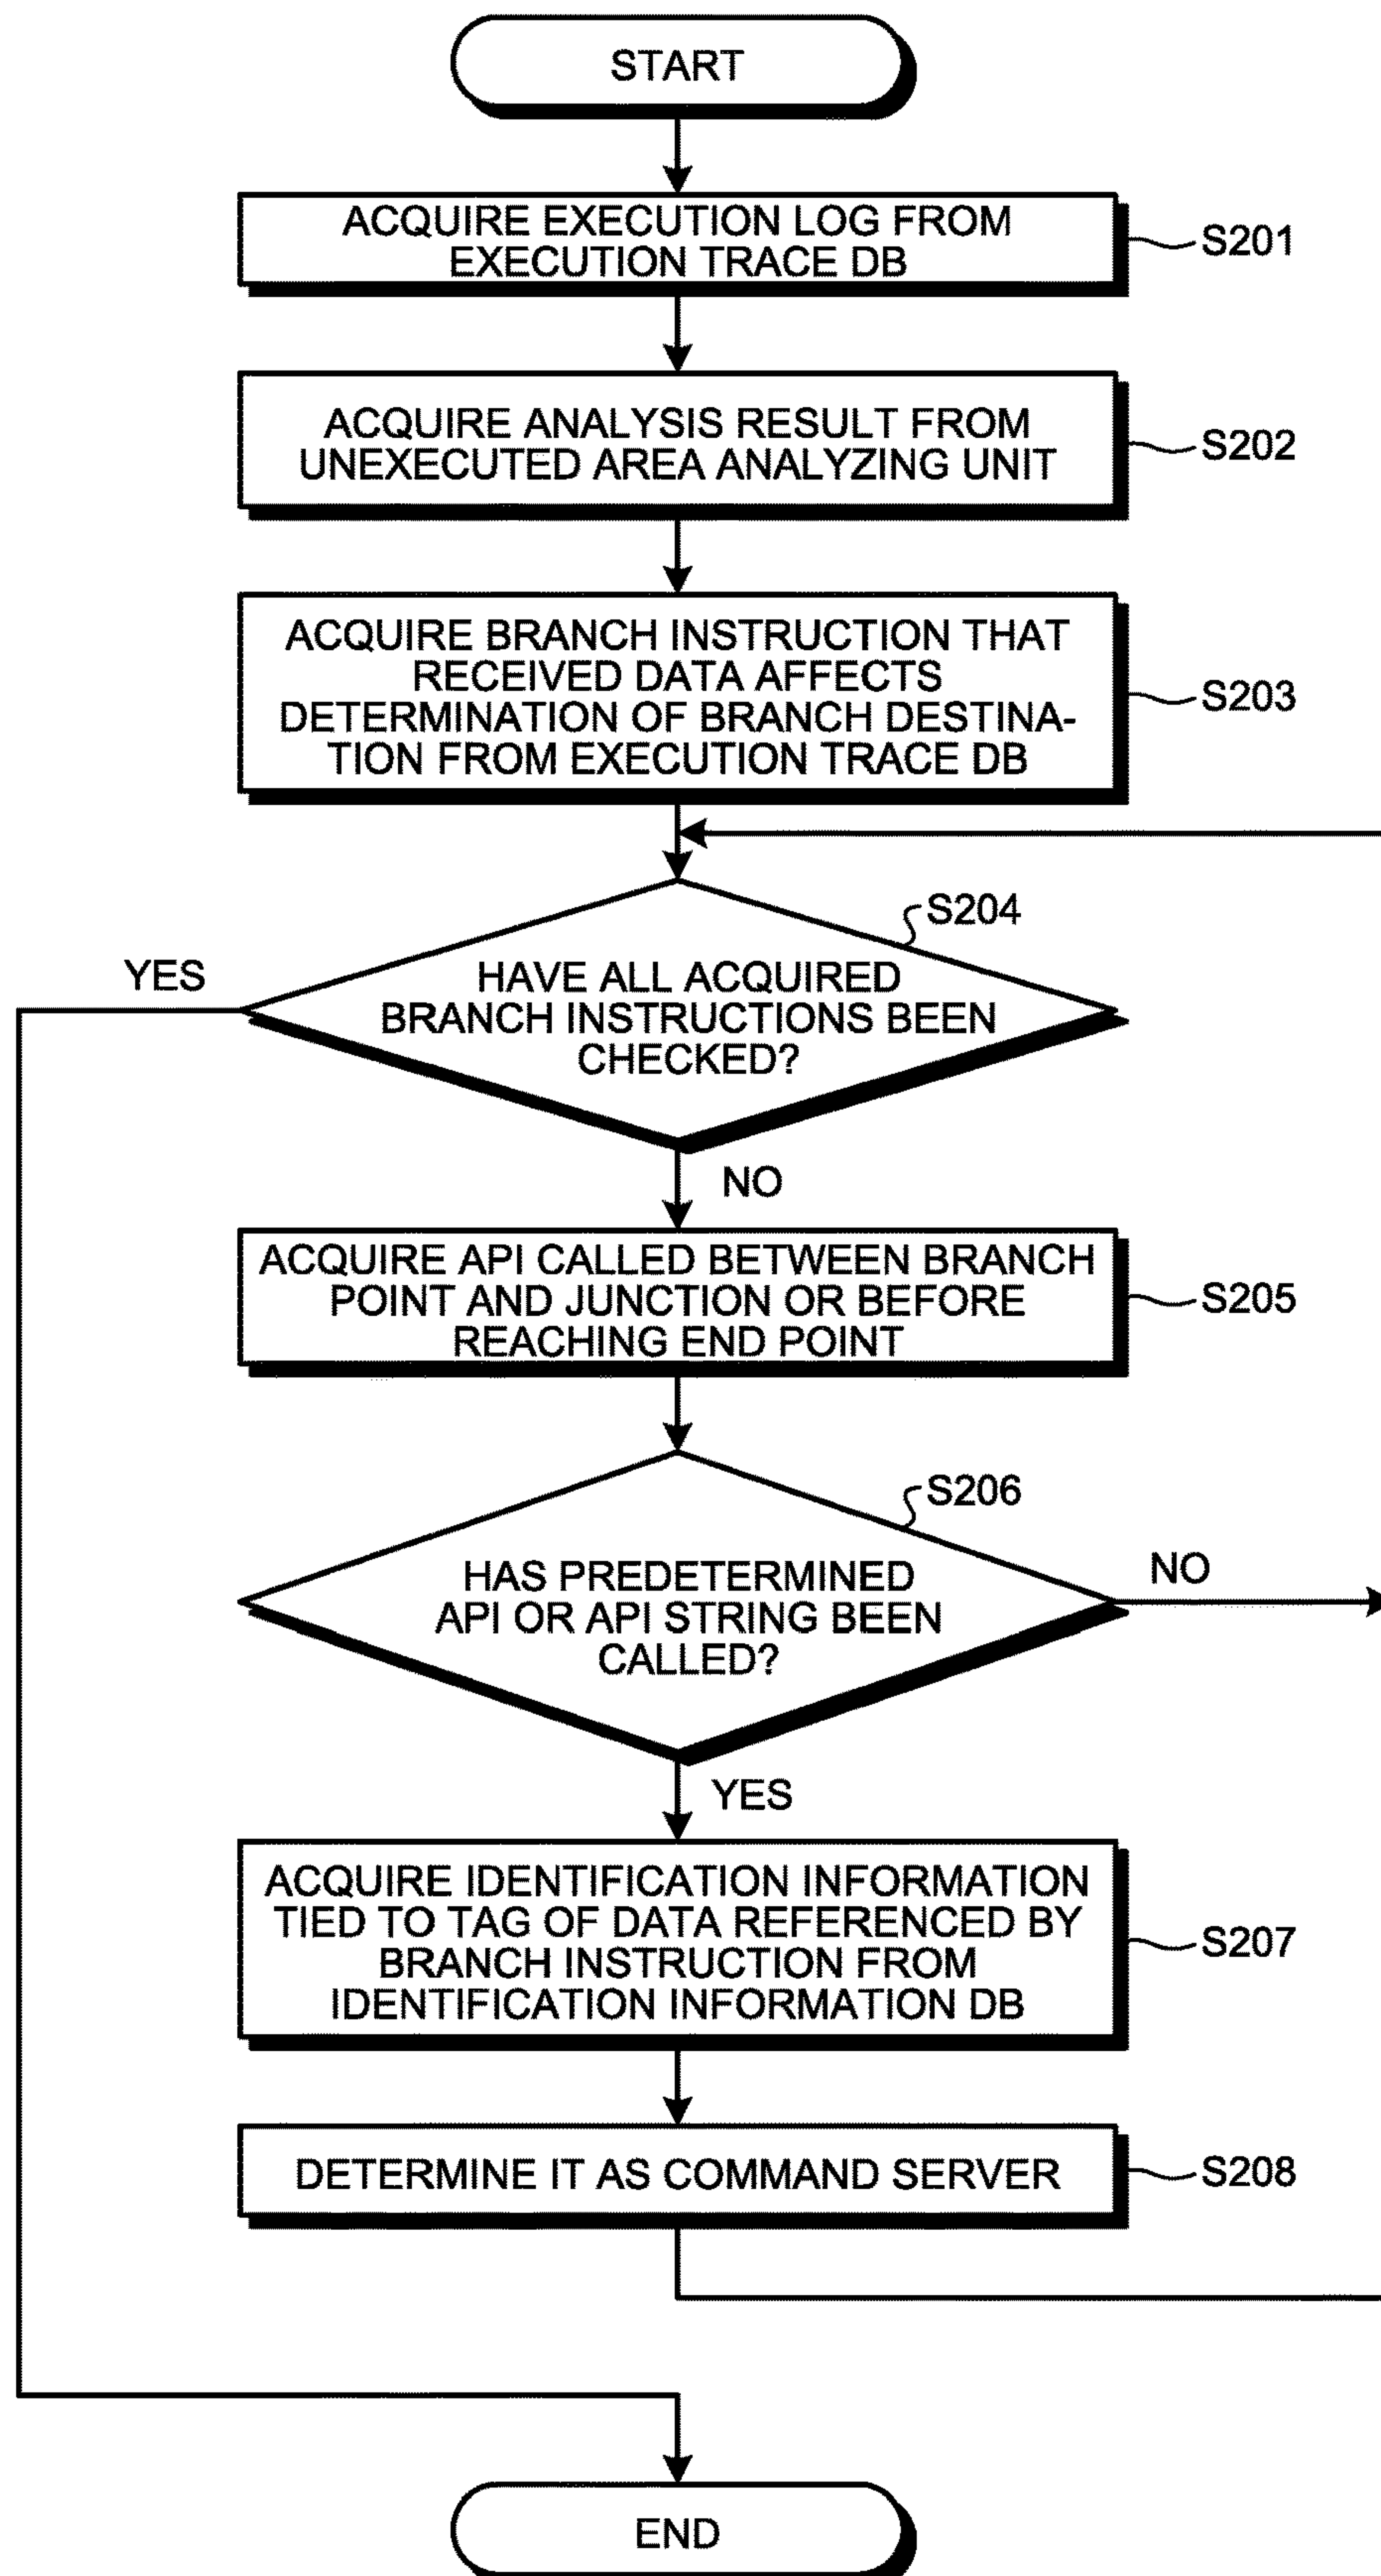 START
ACQUIRE EXECUTION LOG FROM
EXECUTION TRACE DB
S201
ACQUIRE ANALYSIS RESULT FROM
UNEXECUTED AREA ANALYZING UNIT
S202
ACQUIRE BRANCH INSTRUCTION THAT
RECEIVED DATA AFFECTS
DETERMINATION OF BRANCH DESTINA-
TION FROM EXECUTION TRACE DB
S203
S204
YES
HAVE ALL ACQUIRED
BRANCH INSTRUCTIONS BEEN
CHECKED?
NO
ACQUIRE API CALLED BETWEEN BRANCH
POINT AND JUNCTION OR BEFORE
REACHING END POINT
S205
S206
HAS PREDETERMINED
API OR API STRING BEEN
CALLED?
NO
YES
ACQUIRE IDENTIFICATION INFORMATION
TIED TO TAG OF DATA REFERENCED BY
BRANCH INSTRUCTION FROM
IDENTIFICATION INFORMATION DB
S207
DETERMINE IT AS COMMAND SERVER
S208
END